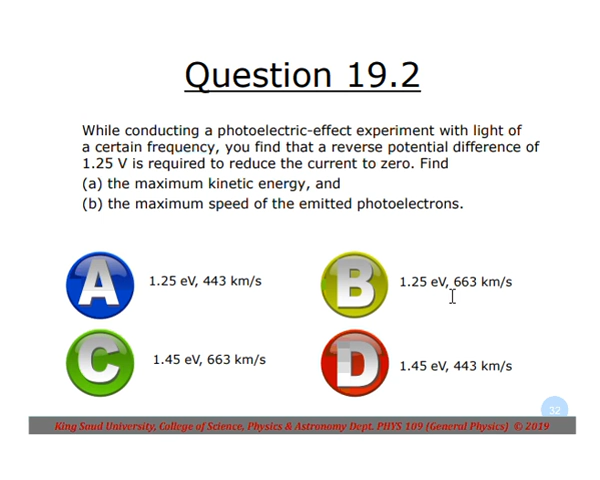 Question 19.2
While conducting a photoelectric-effect experiment with light of
a certain frequency, you find that a reverse potential difference of
1.25 V is required to reduce the current to zero. Find
(a) the maximum kinetic energy, and
(b) the maximum speed of the emitted photoelectrons.
A 1.25 eV, 443 km/s
B 1.25 eV, 663 km/s
C 1.45 eV, 663 km/s
D 1.45 eV, 443 km/s
32
King Saud University, College of Science, Physics & Astronomy Dept. PHYS 109 (General Physics) © 2019